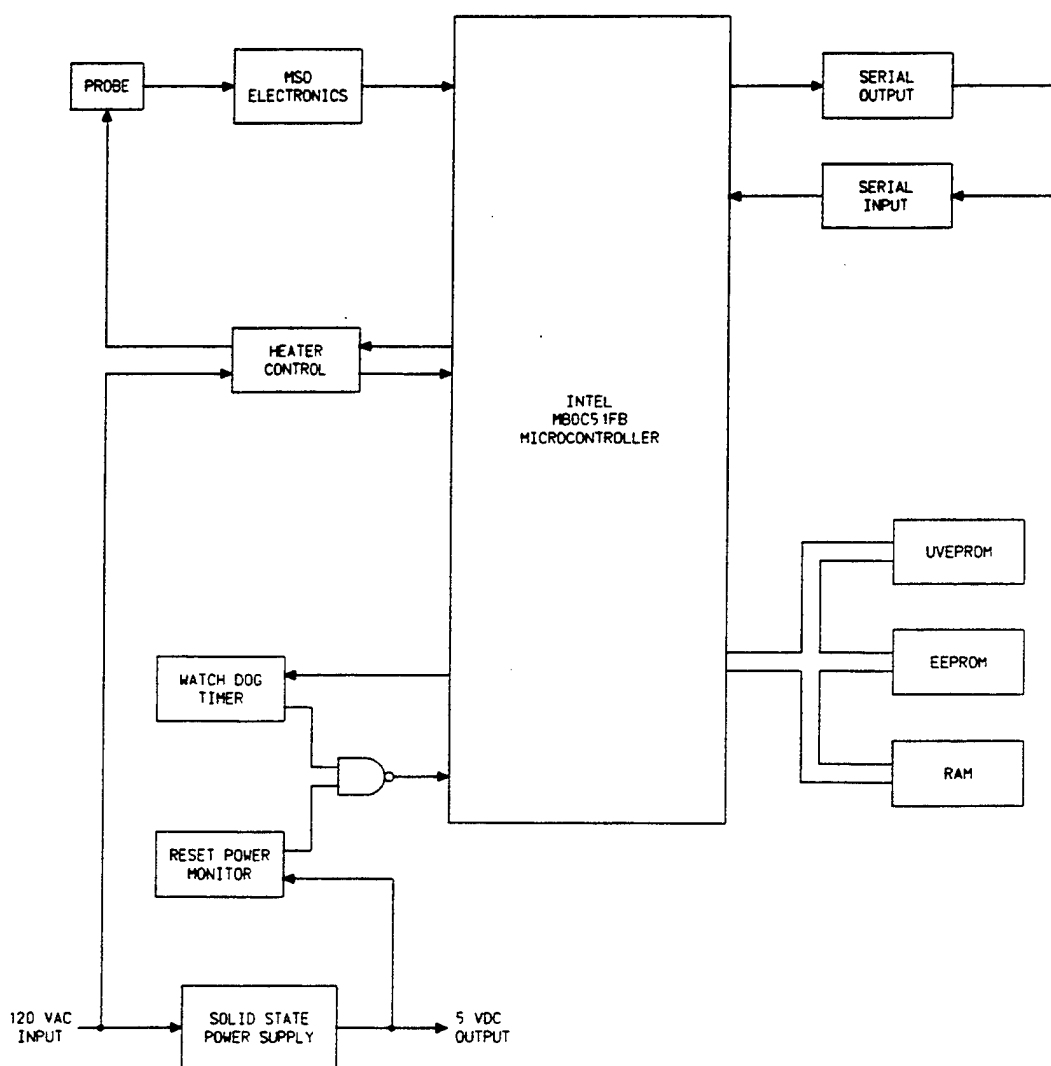 PROBE
MSO
ELECTRONICS
SERIAL
OUTPUT
SERIAL
INPUT
HEATER
CONTROL
INTEL
M80C51FB
MICROCONTROLLER
UVEPROM
EEPROM
RAM
WATCH DOG
TIMER
RESET POWER
MONITOR
120 VAC
INPUT
SOLID STATE
POWER SUPPLY
5 VDC
OUTPUT